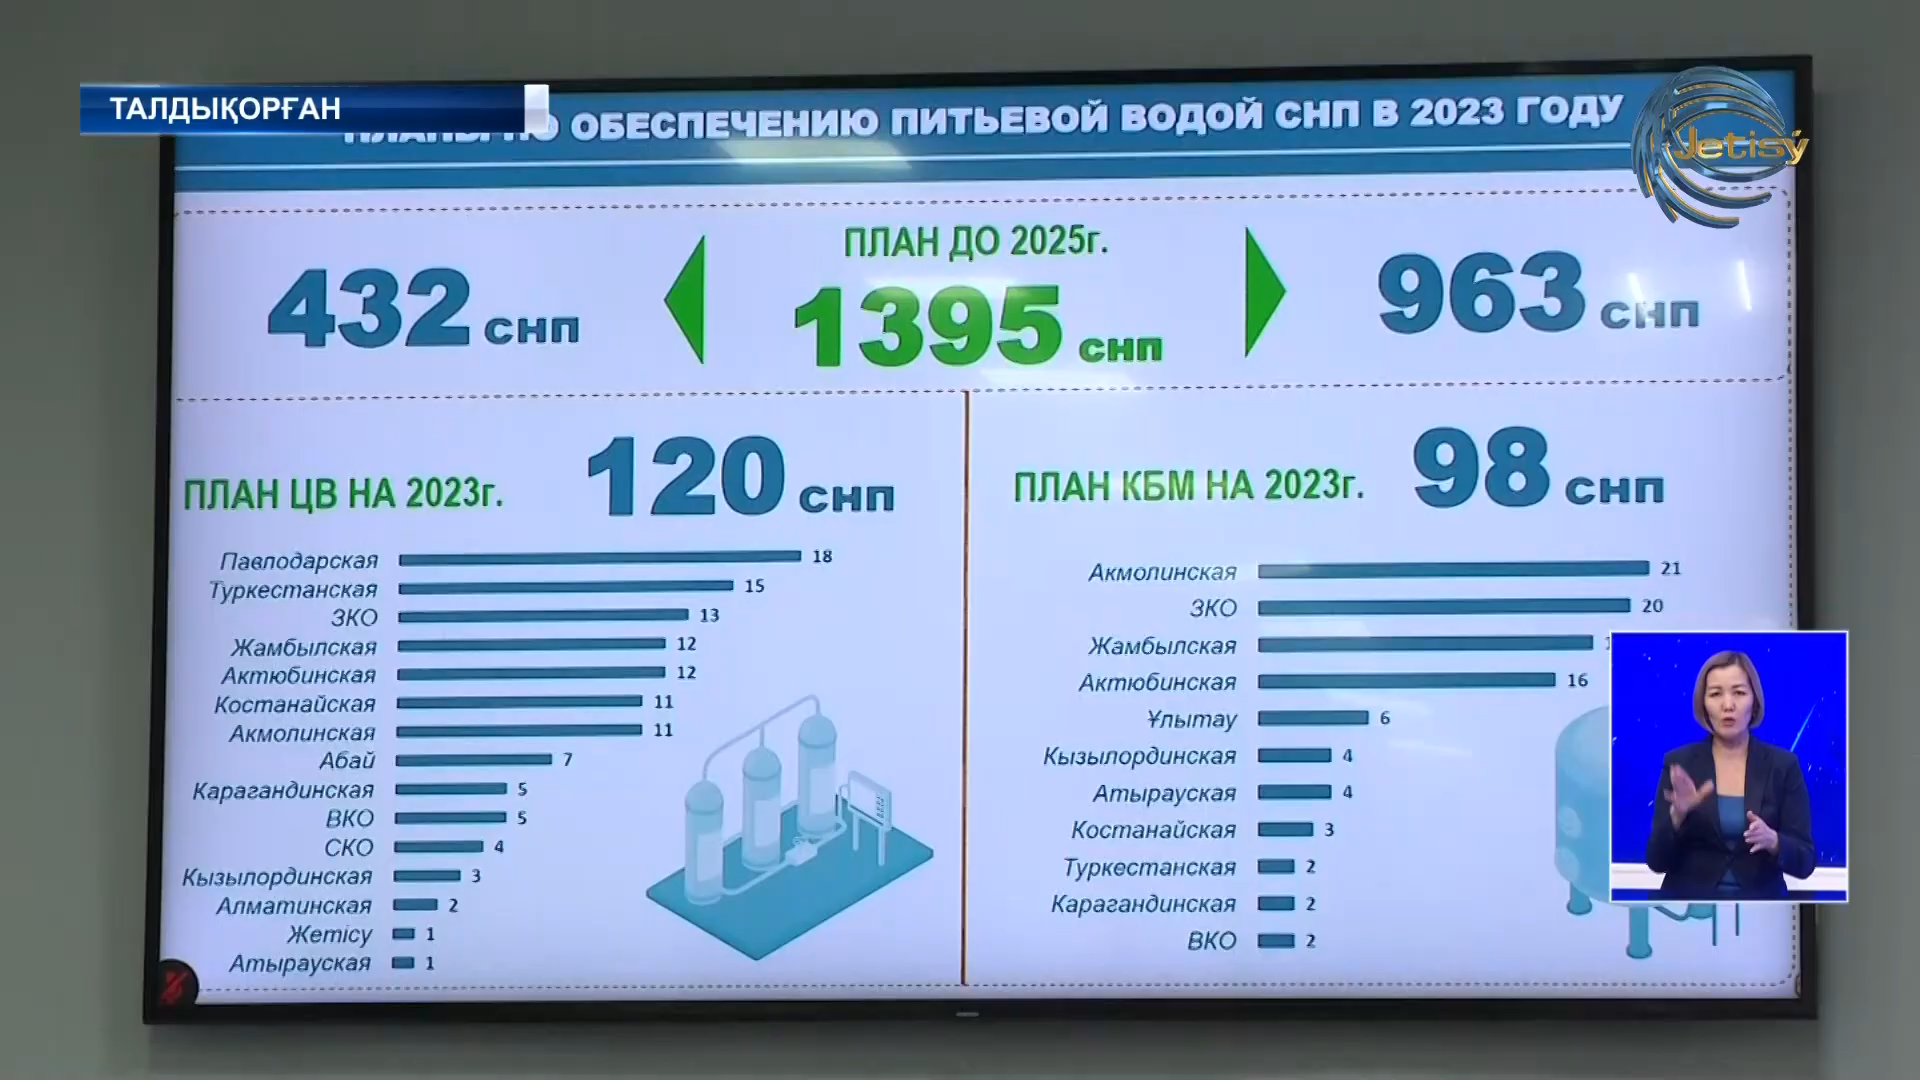 ТАЛДЫҚОРҒАН
ОБЕСПЕЧЕНИЮ ПИТЬЕВОЙ ВОДОЙ СНП В 2023 ГОДУ
Jetisý
ПЛАН ДО 2025г.
432 СНП
1395 СНП
963 СНП
ПЛАН ЦВ НА 2023г. 120 СНП
Павлодарская 18
Туркестанская 15
ЗКО 13
Жамбылская 12
Актюбинская 12
Костанайская 11
Акмолинская 11
Абай 7
Карагандинская 5
ВКО 5
СКО 4
Кызылординская 3
Алматинская 2
Жетісу 1
Атырауская 1
ПЛАН КБМ НА 2023г. 98 СНП
Акмолинская 21
ЗКО 20
Жамбылская
Актюбинская 16
Ұлытау 6
Кызылординская 4
Атырауская 4
Костанайская 3
Туркестанская 2
Карагандинская 2
ВКО 2